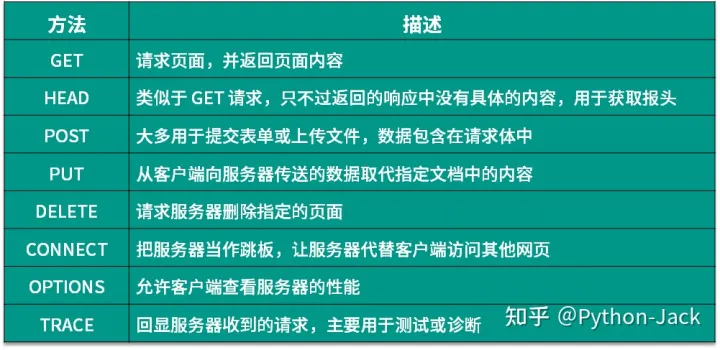 方法 描述
GET 请求页面，并返回页面内容
HEAD 类似于 GET 请求，只不过返回的响应中没有具体的内容，用于获取报头
POST 大多用于提交表单或上传文件，数据包含在请求体中
PUT 从客户端向服务器传送的数据取代指定文档中的内容
DELETE 请求服务器删除指定的页面
CONNECT 把服务器当作跳板，让服务器代替客户端访问其他网页
OPTIONS 允许客户端查看服务器的性能
TRACE 回显服务器收到的请求，主要用于测试或诊断
知乎 @Python-Jack